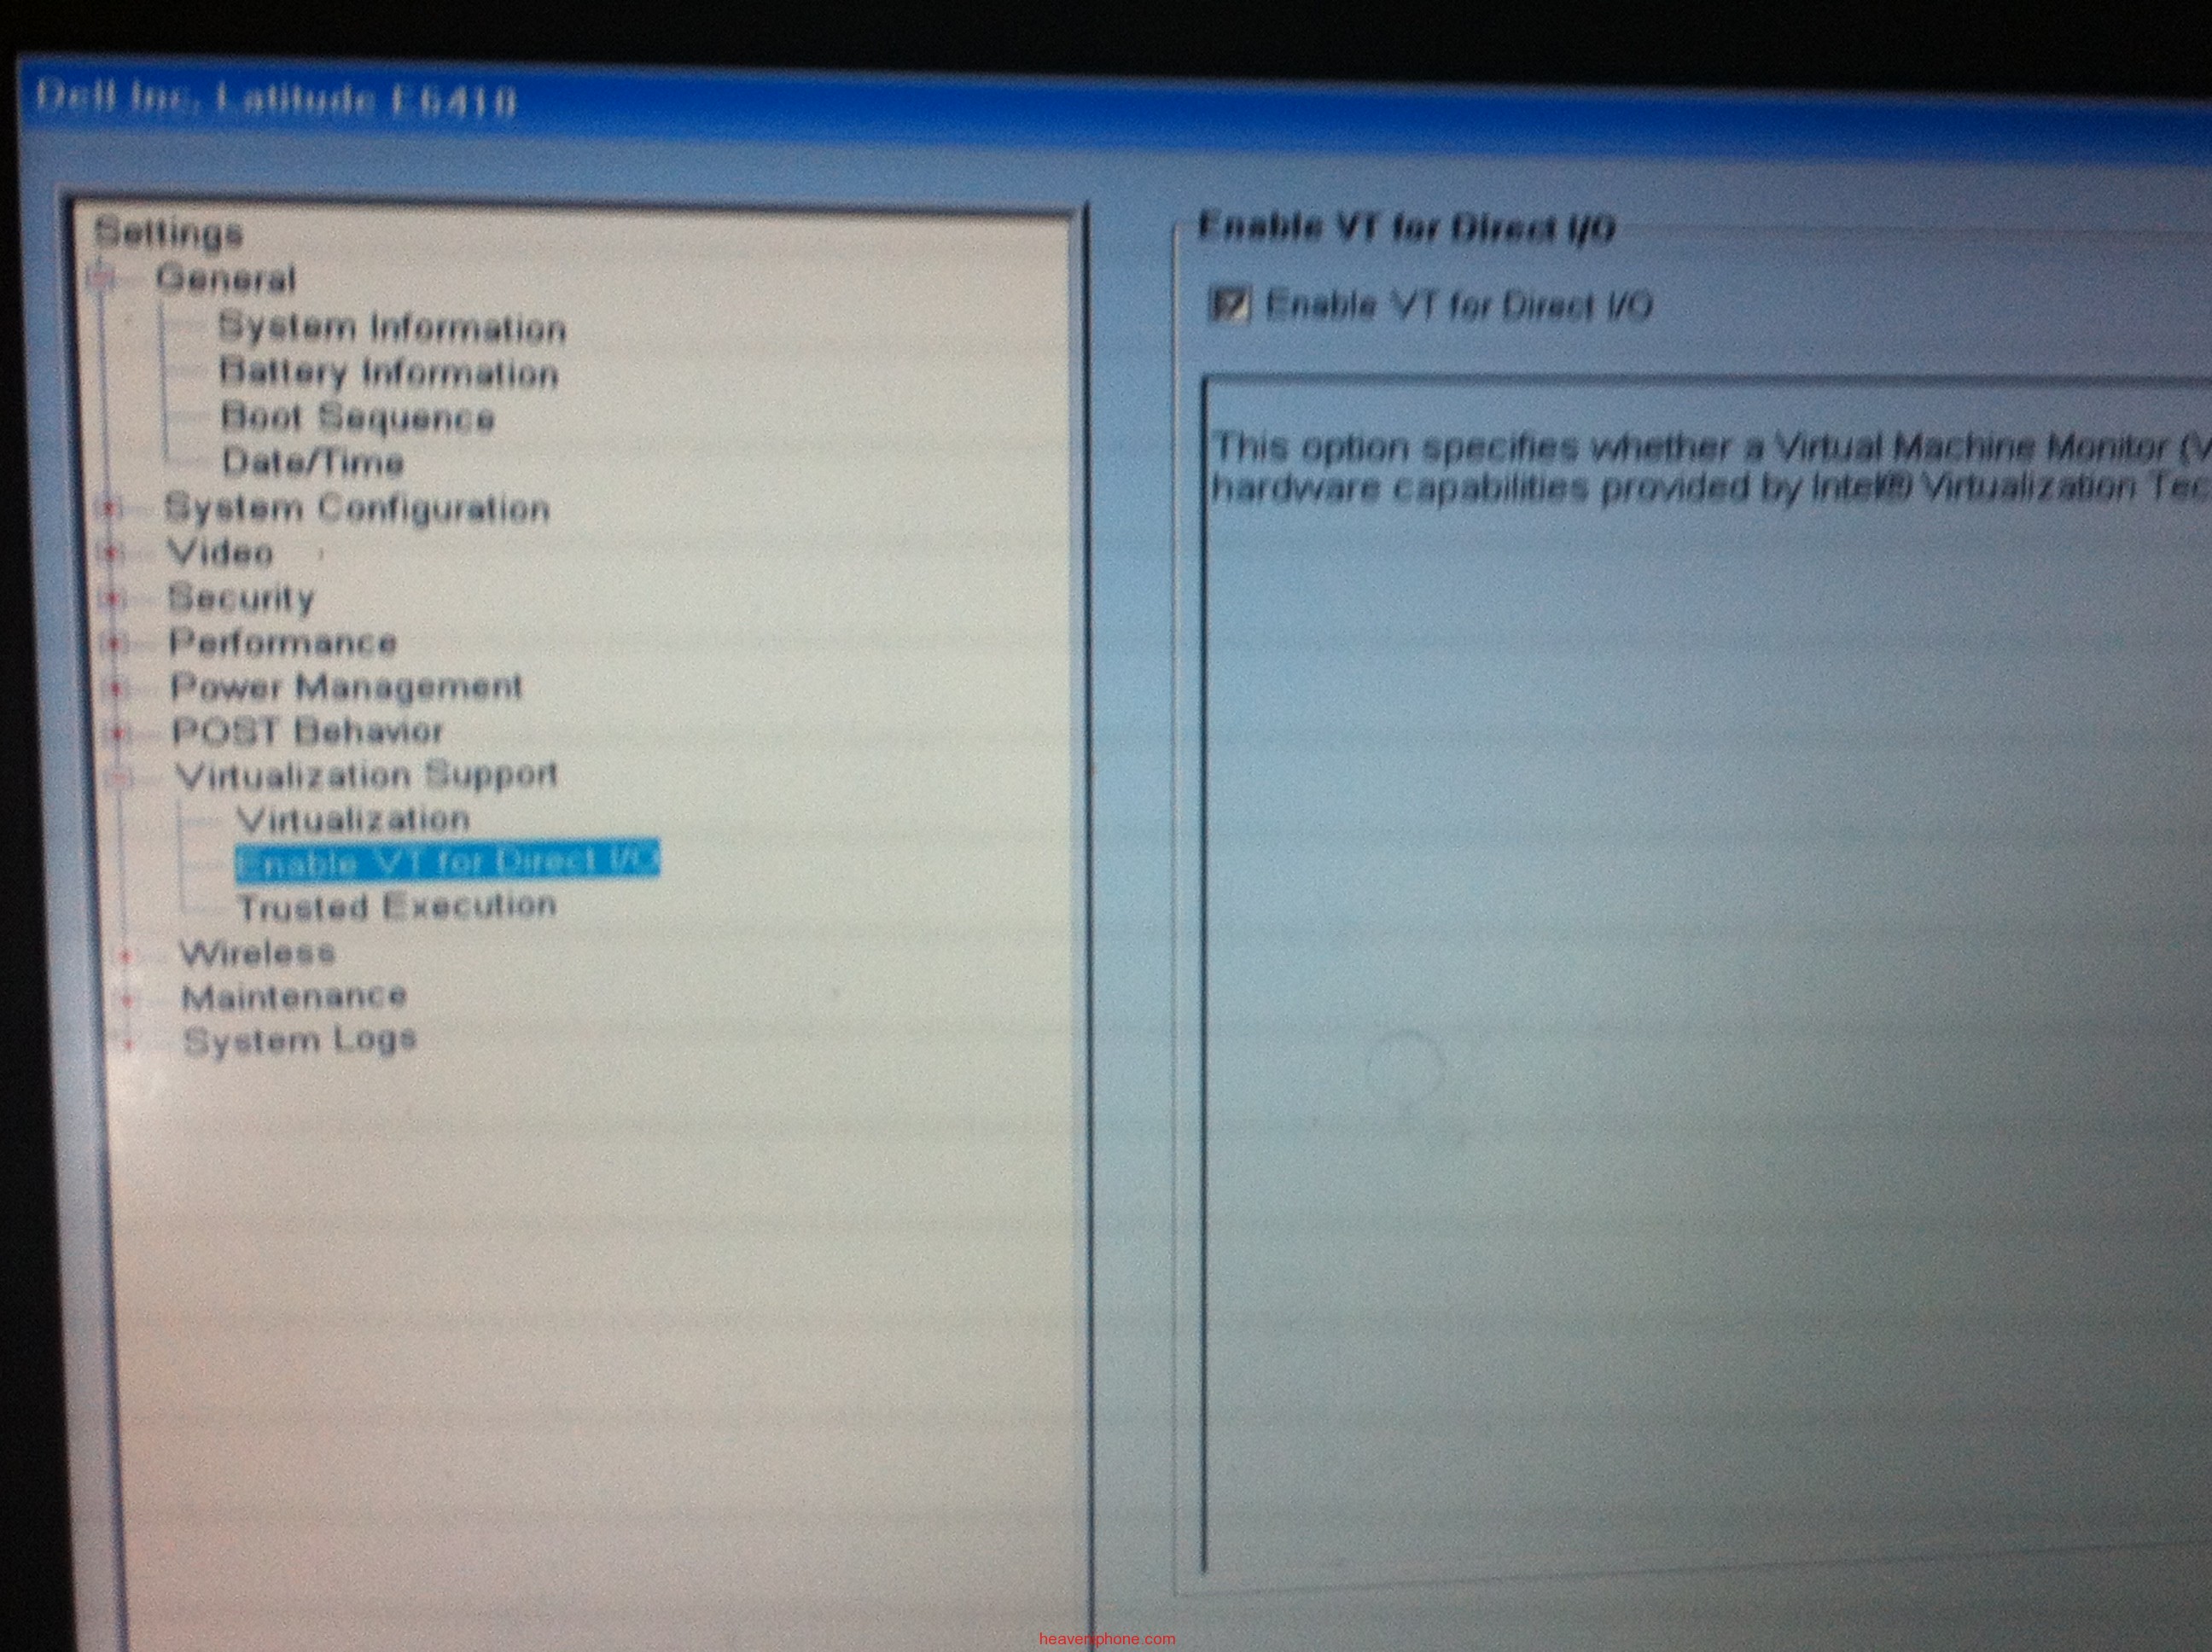 Dell Inc. Latitude E6410
Settings
General
System Information
Battery Information
Boot Sequence
Date/Time
System Configuration
Video
Security
Performance
Power Management
POST Behavior
Virtualization Support
Virtualization
Enable VT for Direct I/O
Trusted Execution
Wireless
Maintenance
System Logs
Enable VT for Direct I/O
Enable VT for Direct I/O
This option specifies whether a Virtual Machine Monitor (V
hardware capabilities provided by Intel® Virtualization Tec
heavenphone.com